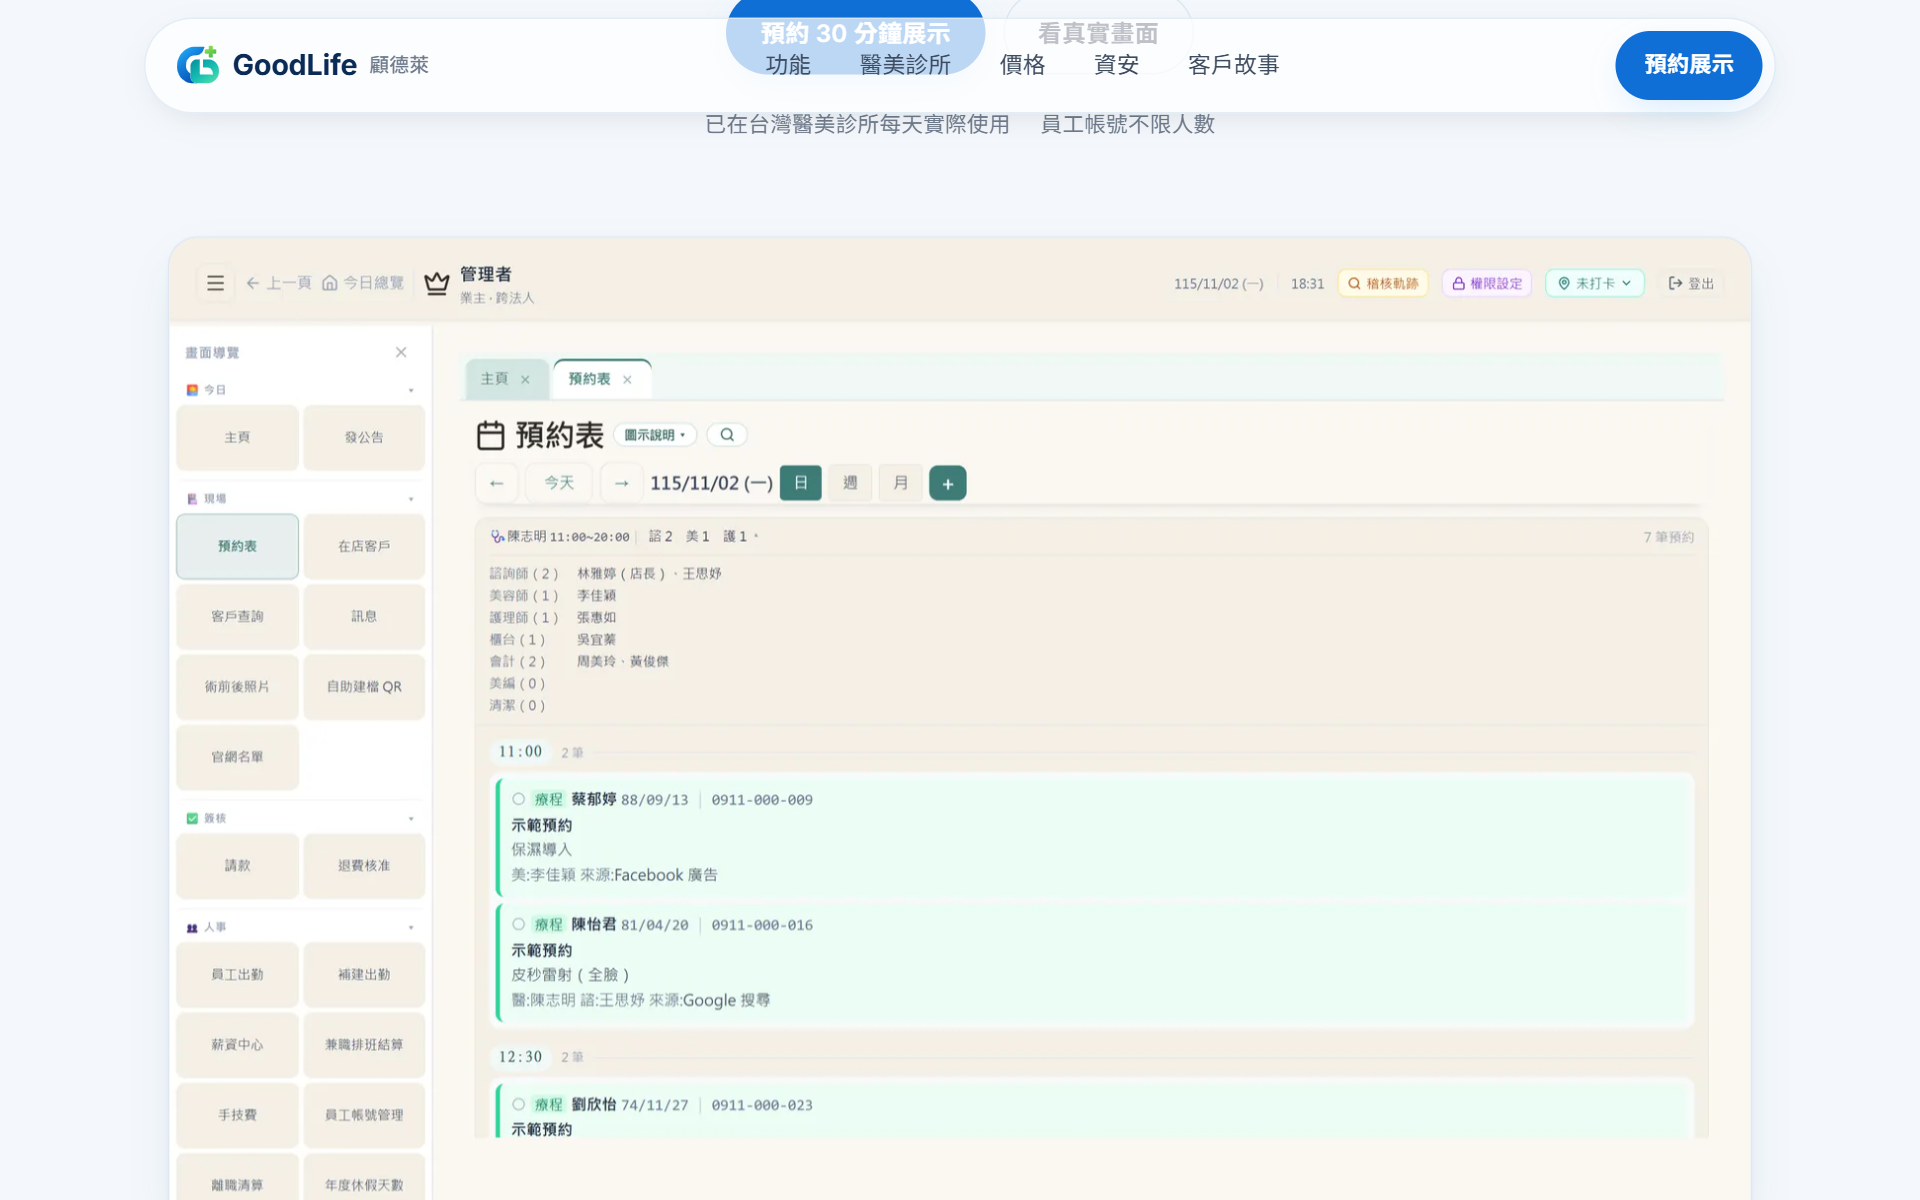 預約 30 分鐘展示
看真實畫面
GoodLife 顧德萊
功能
醫美診所
價格
資安
客戶故事
預約展示
已在台灣醫美診所每天實際使用 員工帳號不限人數
← 上一頁
今日總覽
管理者
業主·跨法人
115/11/02 (一)
18:31
稽核軌跡
權限設定
未打卡
登出
畫面導覽
今日
主頁
發公告
現場
預約表
在店客戶
客戶查詢
訊息
術前後照片
自助建檔 QR
官網名單
簽核
請款
退費核准
人事
員工出勤
補建出勤
薪資中心
兼職排班結算
手技費
員工帳號管理
離職清算
年度休假天數
主頁 ×
預約表 ×
預約表
圖示說明
←
今天
→
115/11/02 (一)
日
週
月
+
陳志明 11:00~20:00 諮 2 美 1 護 1
7 筆預約
諮詢師 ( 2 ) 林雅婷 ( 店長 ) 、王思妤
美容師 ( 1 ) 李佳穎
護理師 ( 1 ) 張惠如
櫃台 ( 1 ) 吳宜蓁
會計 ( 2 ) 周美玲、黃俊傑
美編 ( 0 )
清潔 ( 0 )
11:00 2 筆
療程 蔡郁婷 88/09/13 0911-000-009
示範預約
保濕導入
美:李佳穎 來源:Facebook 廣告
療程 陳怡君 81/04/20 0911-000-016
示範預約
皮秒雷射 ( 全臉 )
醫:陳志明 諮:王思妤 來源:Google 搜尋
12:30 2 筆
療程 劉欣怡 74/11/27 0911-000-023
示範預約